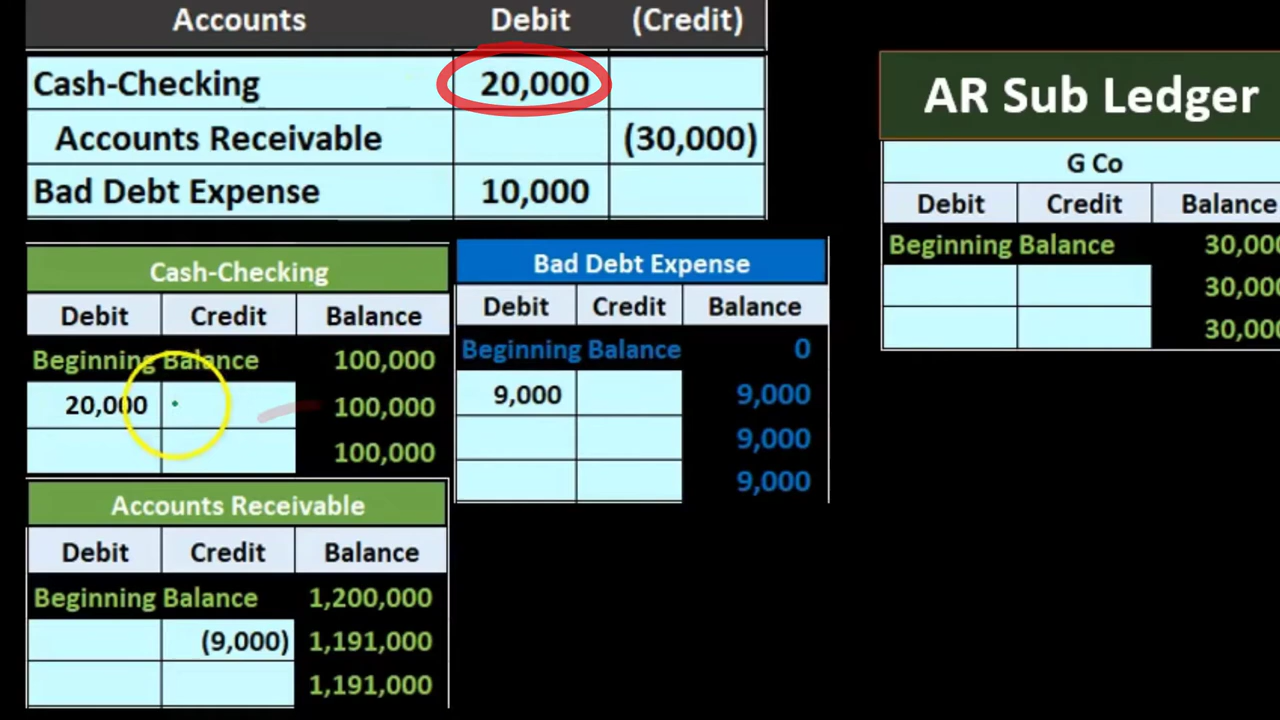 Accounts Debit (Credit)
Cash-Checking 20,000
Accounts Receivable (30,000)
Bad Debt Expense 10,000
Cash-Checking
Debit Credit Balance
Beginning Balance 100,000
20,000 100,000
100,000
Bad Debt Expense
Debit Credit Balance
Beginning Balance 0
9,000 9,000
9,000
9,000
Accounts Receivable
Debit Credit Balance
Beginning Balance 1,200,000
(9,000) 1,191,000
1,191,000
AR Sub Ledger
G Co
Debit Credit Balance
Beginning Balance 30,000
30,000
30,000